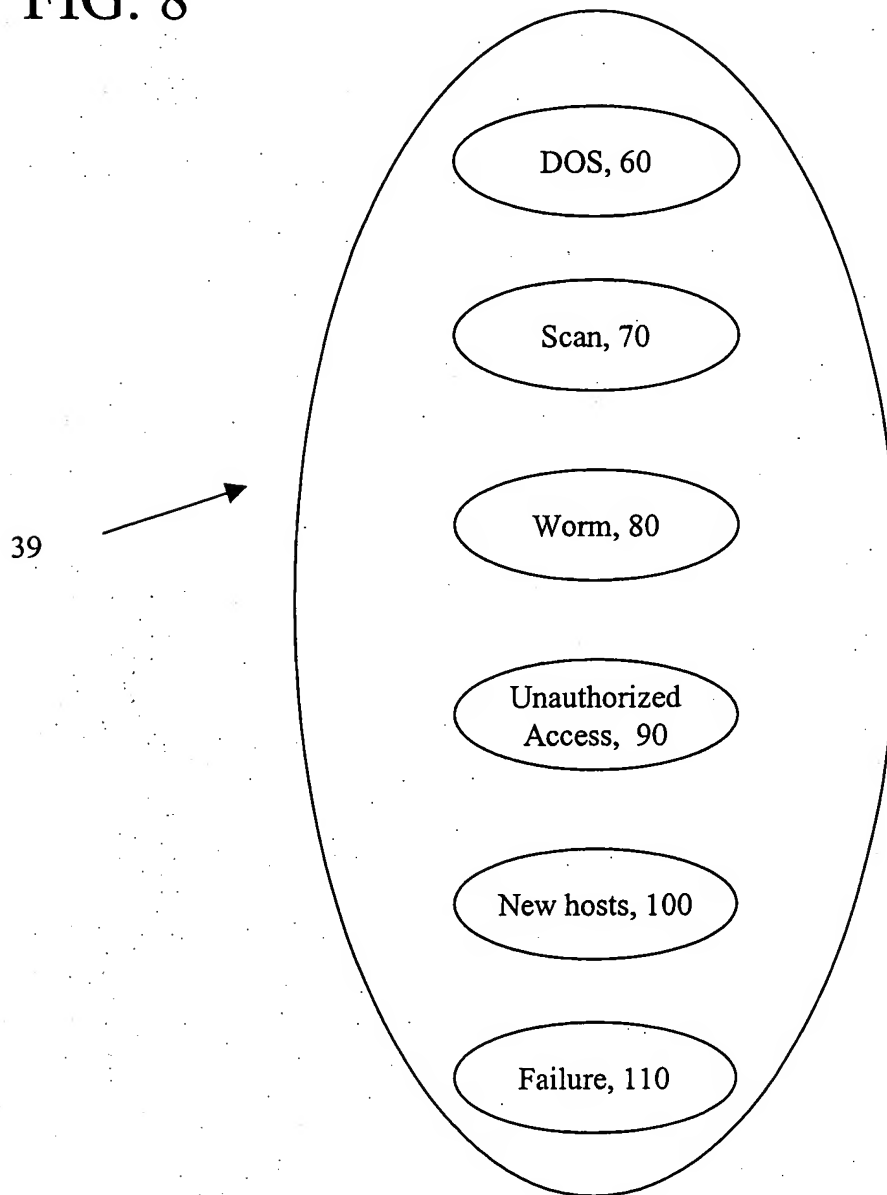 FIG. 8
DOS, 60
Scan, 70
39
Worm, 80
Unauthorized
Access, 90
New hosts, 100
Failure, 110